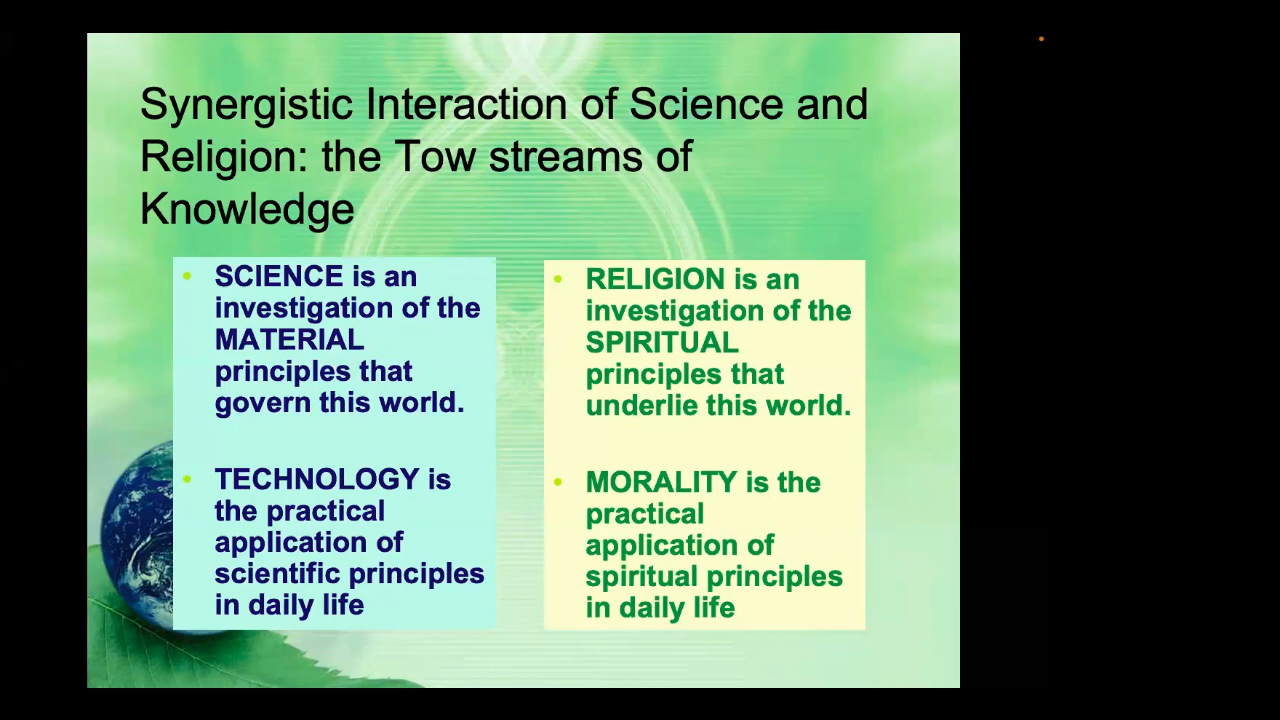 Synergistic Interaction of Science and
Religion: the Tow streams of
Knowledge
• SCIENCE is an
investigation of the
MATERIAL
principles that
govern this world.
• TECHNOLOGY is
the practical
application of
scientific principles
in daily life
• RELIGION is an
investigation of the
SPIRITUAL
principles that
underlie this world.
• MORALITY is the
practical
application of
spiritual principles
in daily life